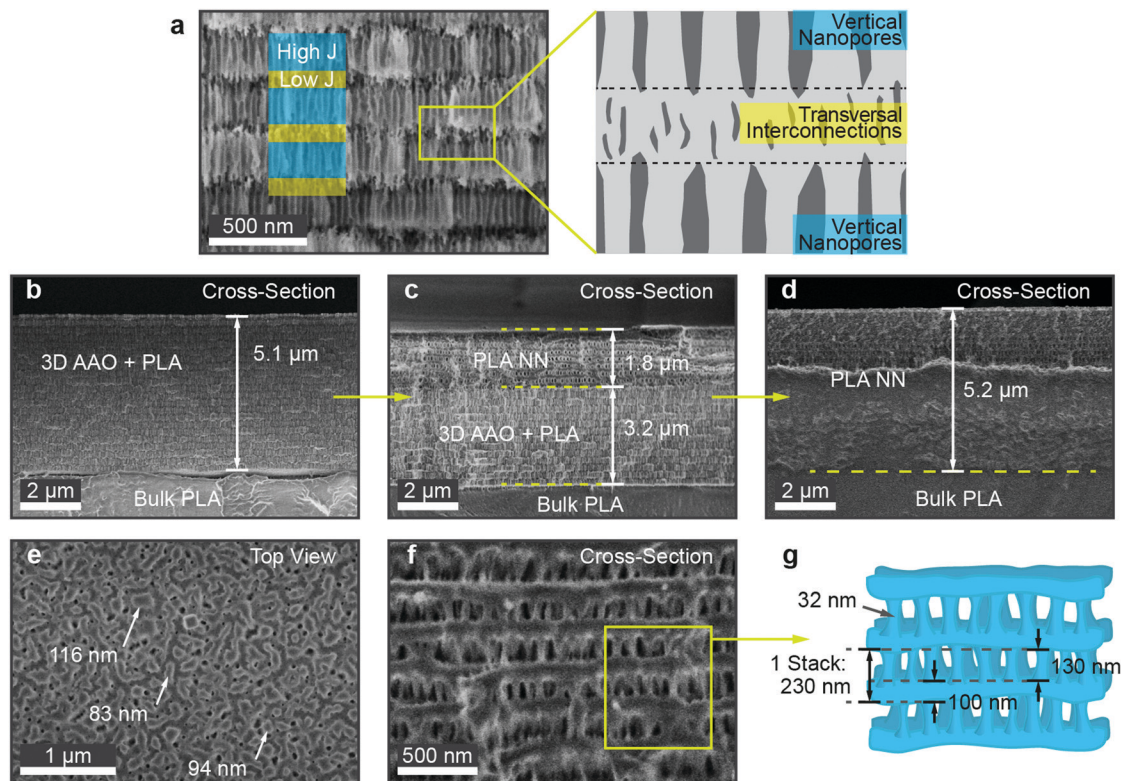 a
High J
Low J
500 nm
Vertical
Nanopores
Transversal
Interconnections
Vertical
Nanopores
b
Cross-Section
3D AAO + PLA
5.1 µm
2 µm
Bulk PLA
c
Cross-Section
PLA NN
1.8 µm
3D AAO + PLA
3.2 µm
2 µm
Bulk PLA
d
Cross-Section
PLA NN
5.2 µm
2 µm
Bulk PLA
e
Top View
116 nm
83 nm
94 nm
1 µm
f
Cross-Section
500 nm
g
32 nm
1 Stack:
230 nm
130 nm
100 nm